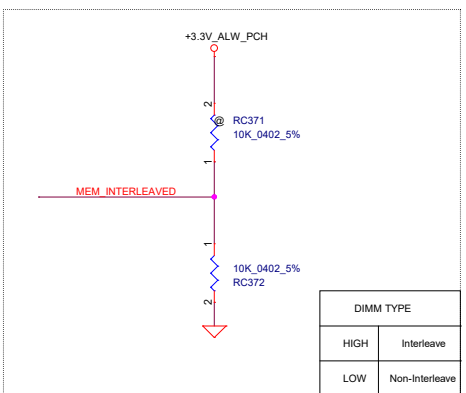 +3.3V_ALW_PCH
2
@ RC371
10K_0402_5%
1
MEM_INTERLEAVED
1
10K_0402_5%
RC372
2
DIMM TYPE
HIGH Interleave
LOW Non-Interleave